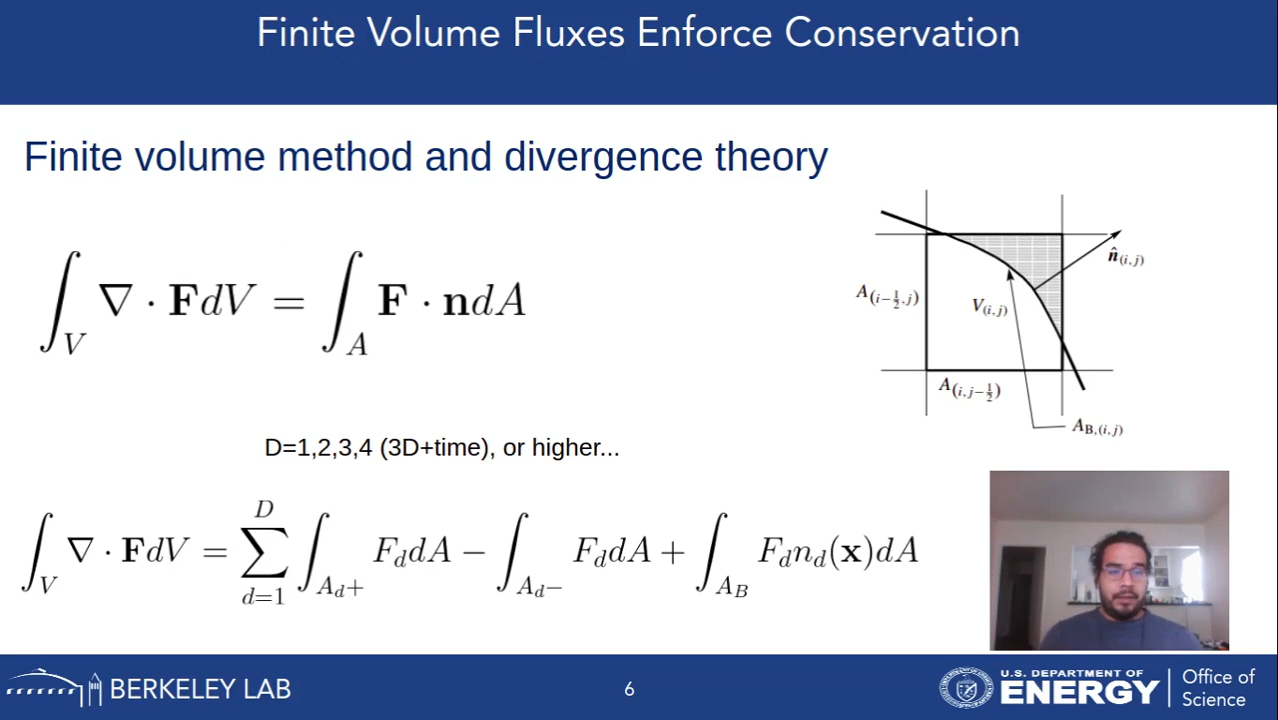 Finite Volume Fluxes Enforce Conservation
Finite volume method and divergence theory
∫_V ∇ · F dV = ∫_A F · n dA
A_(i−½,j)
V_(i,j)
n̂_(i,j)
A_(i,j−½)
A_B,(i,j)
D=1,2,3,4 (3D+time), or higher...
∫_V ∇ · F dV = ∑_{d=1}^{D} ∫_{A_d+} F_d dA − ∫_{A_d−} F_d dA + ∫_{A_B} F_d n_d(x) dA
BERKELEY LAB
6
U.S. DEPARTMENT OF
ENERGY
Office of
Science